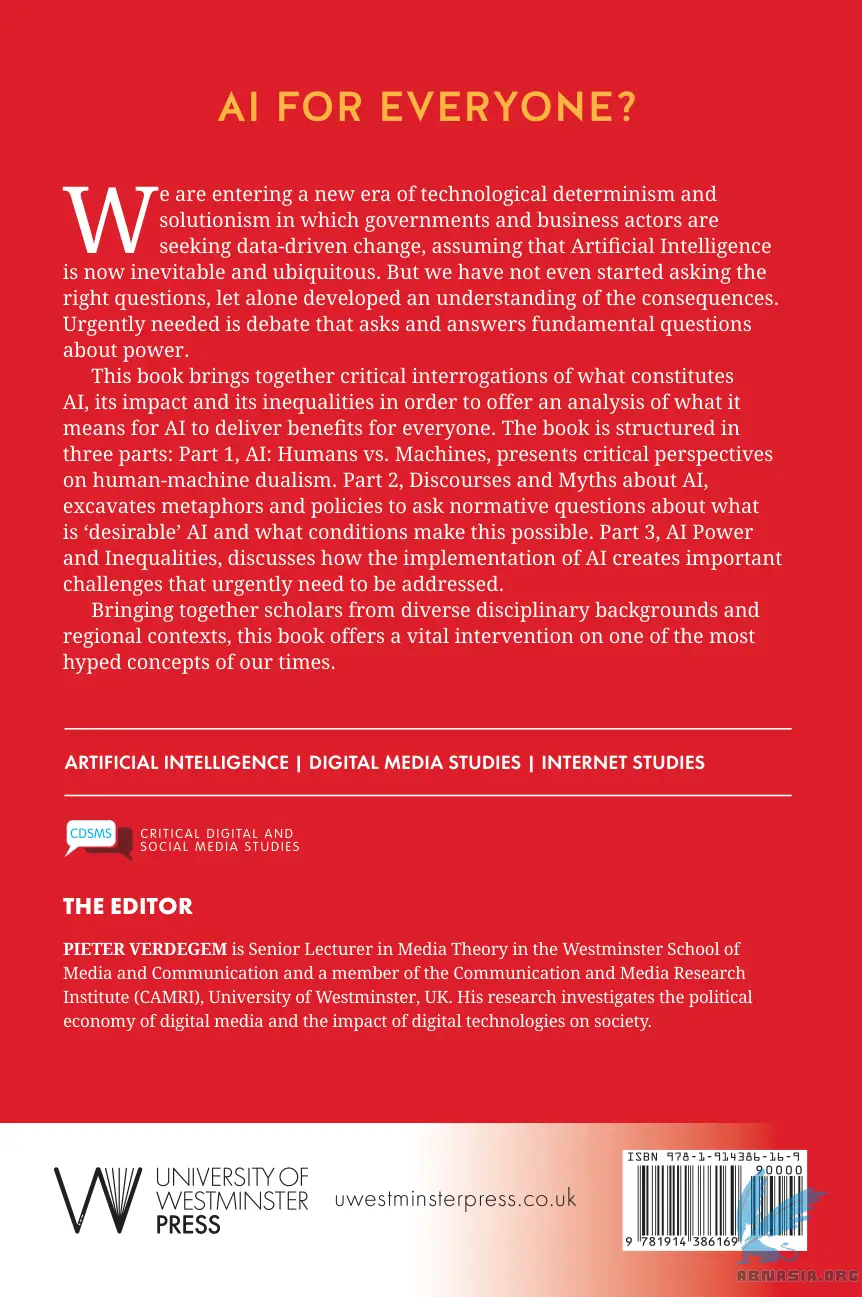 AI FOR EVERYONE?
We are entering a new era of technological determinism and
solutionism in which governments and business actors are
seeking data-driven change, assuming that Artificial Intelligence
is now inevitable and ubiquitous. But we have not even started asking the
right questions, let alone developed an understanding of the consequences.
Urgently needed is debate that asks and answers fundamental questions
about power.
This book brings together critical interrogations of what constitutes
AI, its impact and its inequalities in order to offer an analysis of what it
means for AI to deliver benefits for everyone. The book is structured in
three parts: Part 1, AI: Humans vs. Machines, presents critical perspectives
on human-machine dualism. Part 2, Discourses and Myths about AI,
excavates metaphors and policies to ask normative questions about what
is ‘desirable’ AI and what conditions make this possible. Part 3, AI Power
and Inequalities, discusses how the implementation of AI creates important
challenges that urgently need to be addressed.
Bringing together scholars from diverse disciplinary backgrounds and
regional contexts, this book offers a vital intervention on one of the most
hyped concepts of our times.
ARTIFICIAL INTELLIGENCE | DIGITAL MEDIA STUDIES | INTERNET STUDIES
CDSMS
CRITICAL DIGITAL AND
SOCIAL MEDIA STUDIES
THE EDITOR
PIETER VERDEGEM is Senior Lecturer in Media Theory in the Westminster School of
Media and Communication and a member of the Communication and Media Research
Institute (CAMRI), University of Westminster, UK. His research investigates the political
economy of digital media and the impact of digital technologies on society.
UNIVERSITY OF
WESTMINSTER
PRESS
uwestminsterpress.co.uk
ISBN 978-1-914386-16-9
90000
9 781914 386169
ABNASIA.ORG